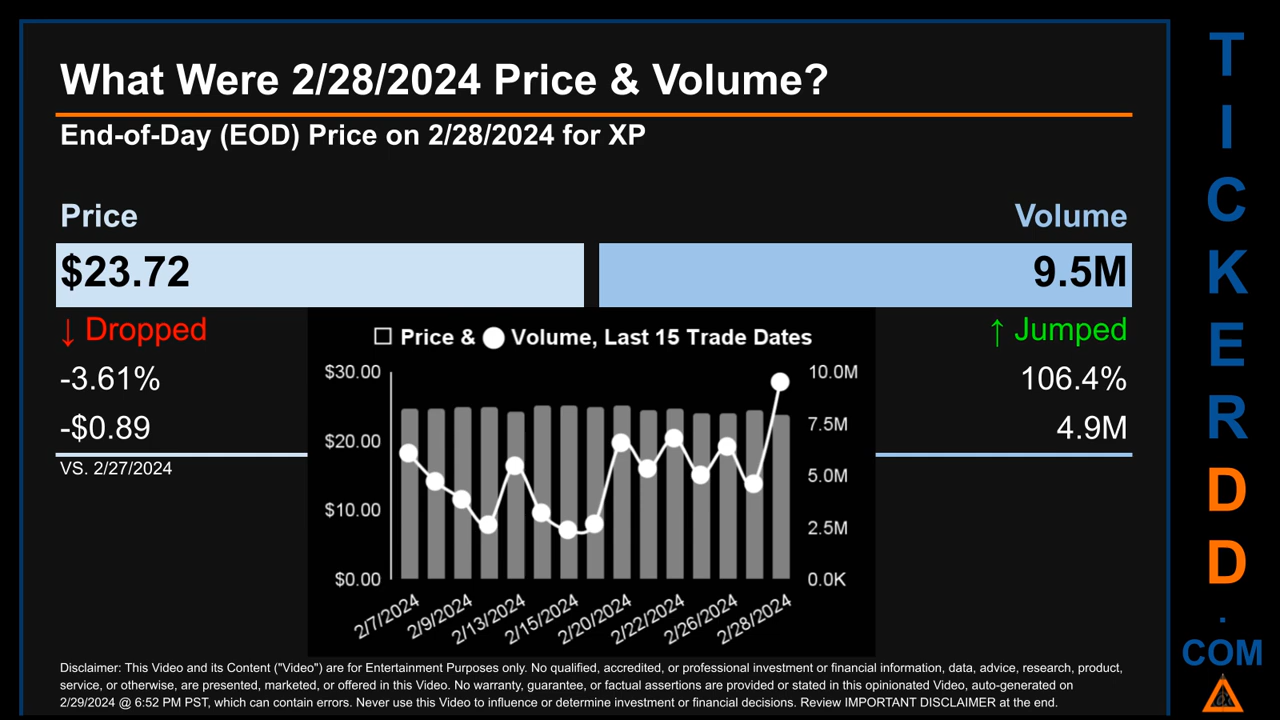 What Were 2/28/2024 Price & Volume?
End-of-Day (EOD) Price on 2/28/2024 for XP
Price
Volume
$23.72
9.5M
↓ Dropped
↑ Jumped
-3.61%
106.4%
-$0.89
4.9M
VS. 2/27/2024
Price & Volume, Last 15 Trade Dates
$30.00
$20.00
$10.00
$0.00
10.0M
7.5M
5.0M
2.5M
0.0K
2/7/2024
2/9/2024
2/13/2024
2/15/2024
2/20/2024
2/22/2024
2/26/2024
2/28/2024
Disclaimer: This Video and its Content ("Video") are for Entertainment Purposes only. No qualified, accredited, or professional investment or financial information, data, advice, research, product,
service, or otherwise, are presented, marketed, or offered in this Video. No warranty, guarantee, or factual assertions are provided or stated in this opinionated Video, auto-generated on
2/29/2024 @ 6:52 PM PST, which can contain errors. Never use this Video to influence or determine investment or financial decisions. Review IMPORTANT DISCLAIMER at the end.
T
I
C
K
E
R
D
D
.
COM